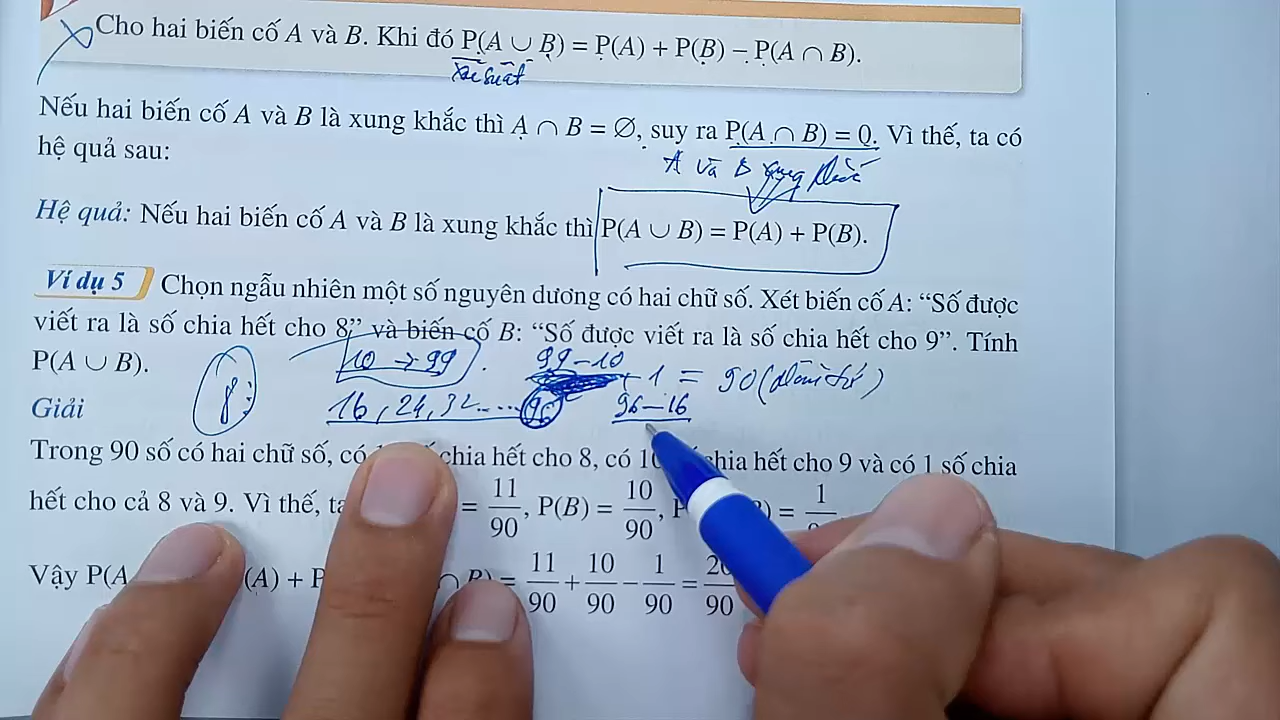 Cho hai biến cố A và B. Khi đó P(A ∪ B) = P(A) + P(B) − P(A ∩ B).
Xác suất
Nếu hai biến cố A và B là xung khắc thì A ∩ B = ∅, suy ra P(A ∩ B) = 0. Vì thế, ta có
hệ quả sau:
A và B xung khắc
Hệ quả: Nếu hai biến cố A và B là xung khắc thì P(A ∪ B) = P(A) + P(B).
Ví dụ 5 Chọn ngẫu nhiên một số nguyên dương có hai chữ số. Xét biến cố A: “Số được
viết ra là số chia hết cho 8” và biến cố B: “Số được viết ra là số chia hết cho 9”. Tính
P(A ∪ B).
10 → 99. 99 − 10
+ 1 = 90
8
Giải
16, 24, 32 ... 96 96 − 16
Trong 90 số có hai chữ số, có chia hết cho 8, có 10 chia hết cho 9 và có 1 số chia
hết cho cả 8 và 9. Vì thế, = 11/90, P(B) = 10/90, P ) = 1/
Vậy P(A (A) + P ∩ B) = 11/90 + 10/90 − 1/90 = /90